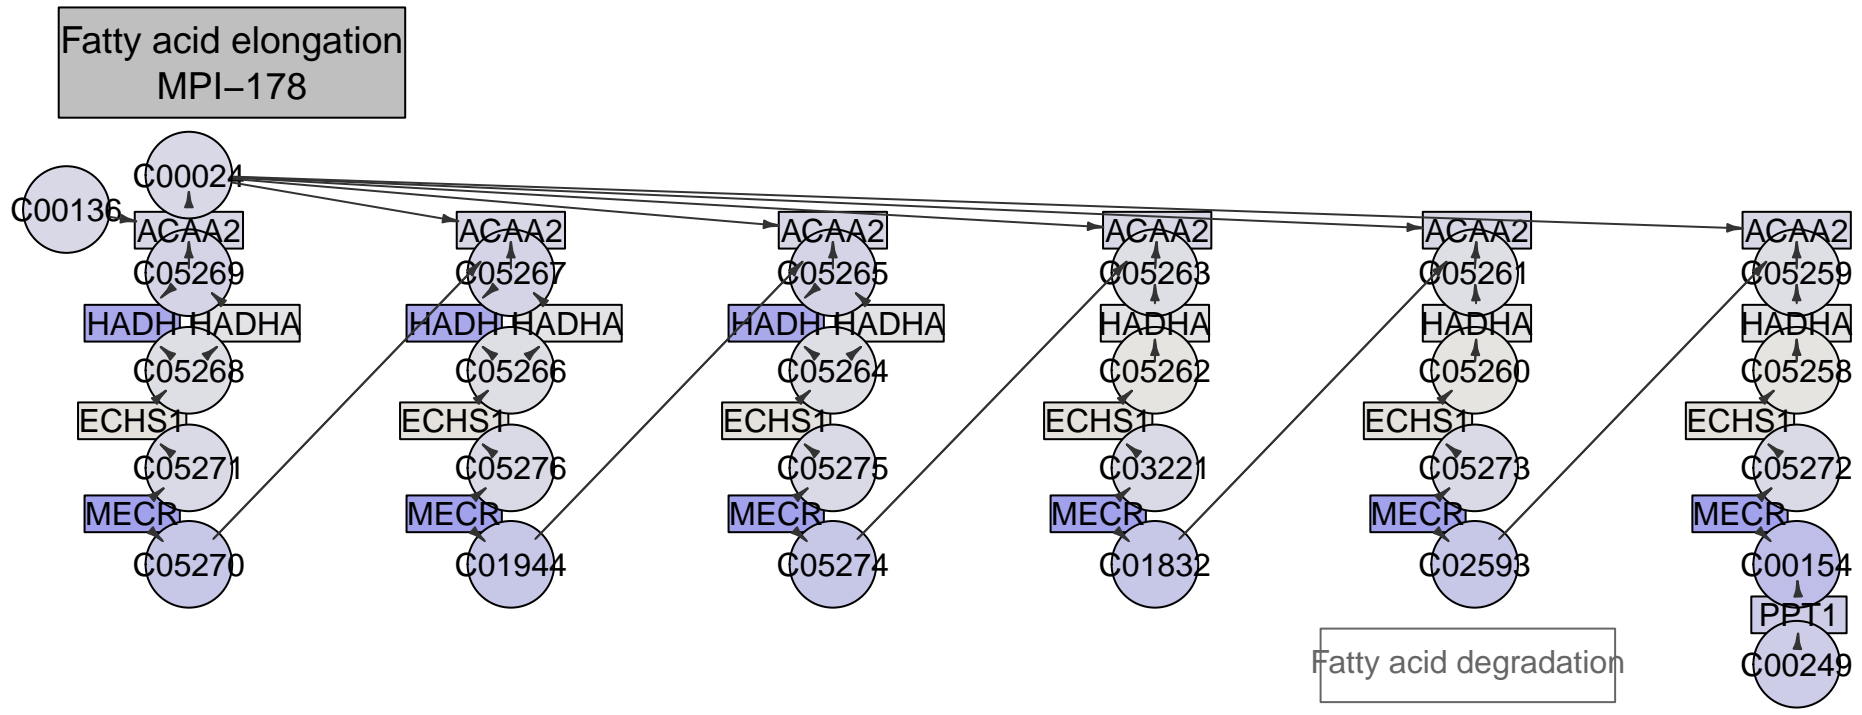 Fatty acid elongation
MPI−178
C00024
C00136
ACAA2 ACAA2 ACAA2 ACAA2 ACAA2 ACAA2
C05269 C05267 C05265 C05263 C05261 C05259
HADH HADHA HADH HADHA HADH HADHA HADHA HADHA HADHA
C05268 C05266 C05264 C05262 C05260 C05258
ECHS1 ECHS1 ECHS1 ECHS1 ECHS1 ECHS1
C05271 C05276 C05275 C03221 C05273 C05272
MECR MECR MECR MECR MECR MECR
C05270 C01944 C05274 C01832 C02593 C00154
PPT1
Fatty acid degradation C00249